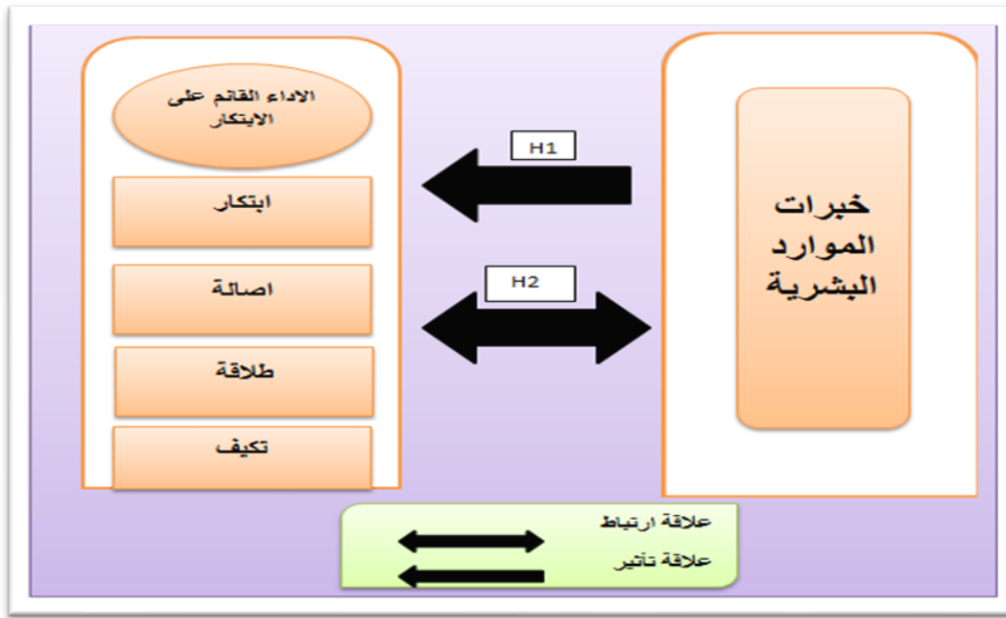 خبرات
الموارد
البشرية
H1
H2
الاداء القائم على
الابتكار
ابتكار
اصالة
طلاقة
تكيف
علاقة ارتباط
علاقة تأثير